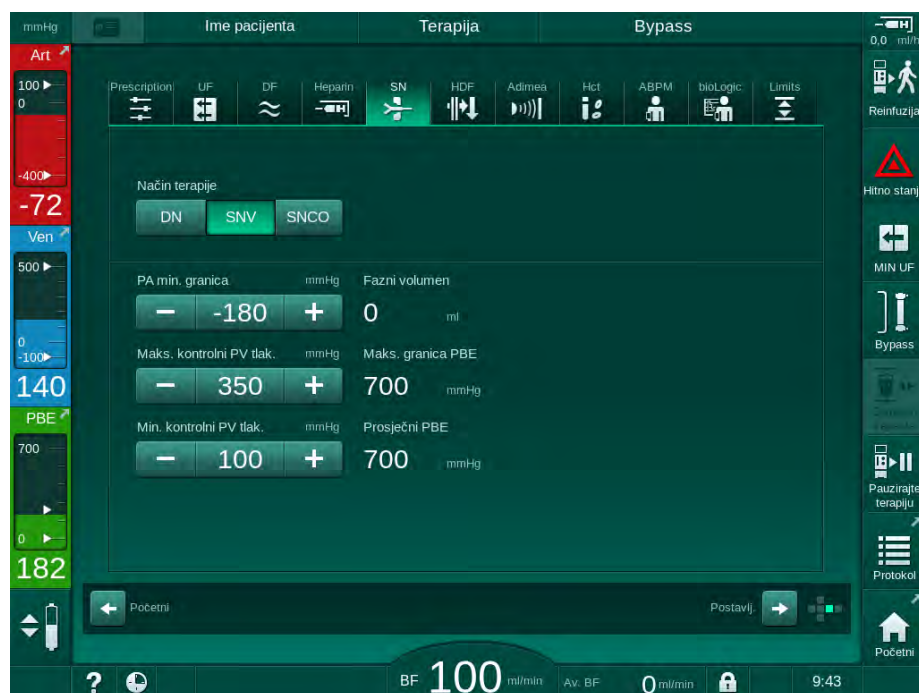 mmHg
Ime pacijenta
Terapija
Bypass
0,0 ml/h
Art
100
0
-400
-72
Ven
500
0
-100
140
PBE
700
0
182
Prescription
UF
DF
Heparin
SN
HDF
Adimea
Hct
ABPM
bioLogic
Limits
Način terapije
DN SNV SNCO
PA min. granica mmHg Fazni volumen
− -180 + 0 ml
Maks. kontrolni PV tlak. mmHg Maks. granica PBE
− 350 + 700 mmHg
Min. kontrolni PV tlak. mmHg Prosječni PBE
− 100 + 700 mmHg
Početni
Postavlj.
Reinfuzija
Hitno stanj
MIN UF
Bypass
Pauzirajte
terapiju
Protokol
Početni
? BF 100 ml/min Av. BF 0 ml/min 9:43